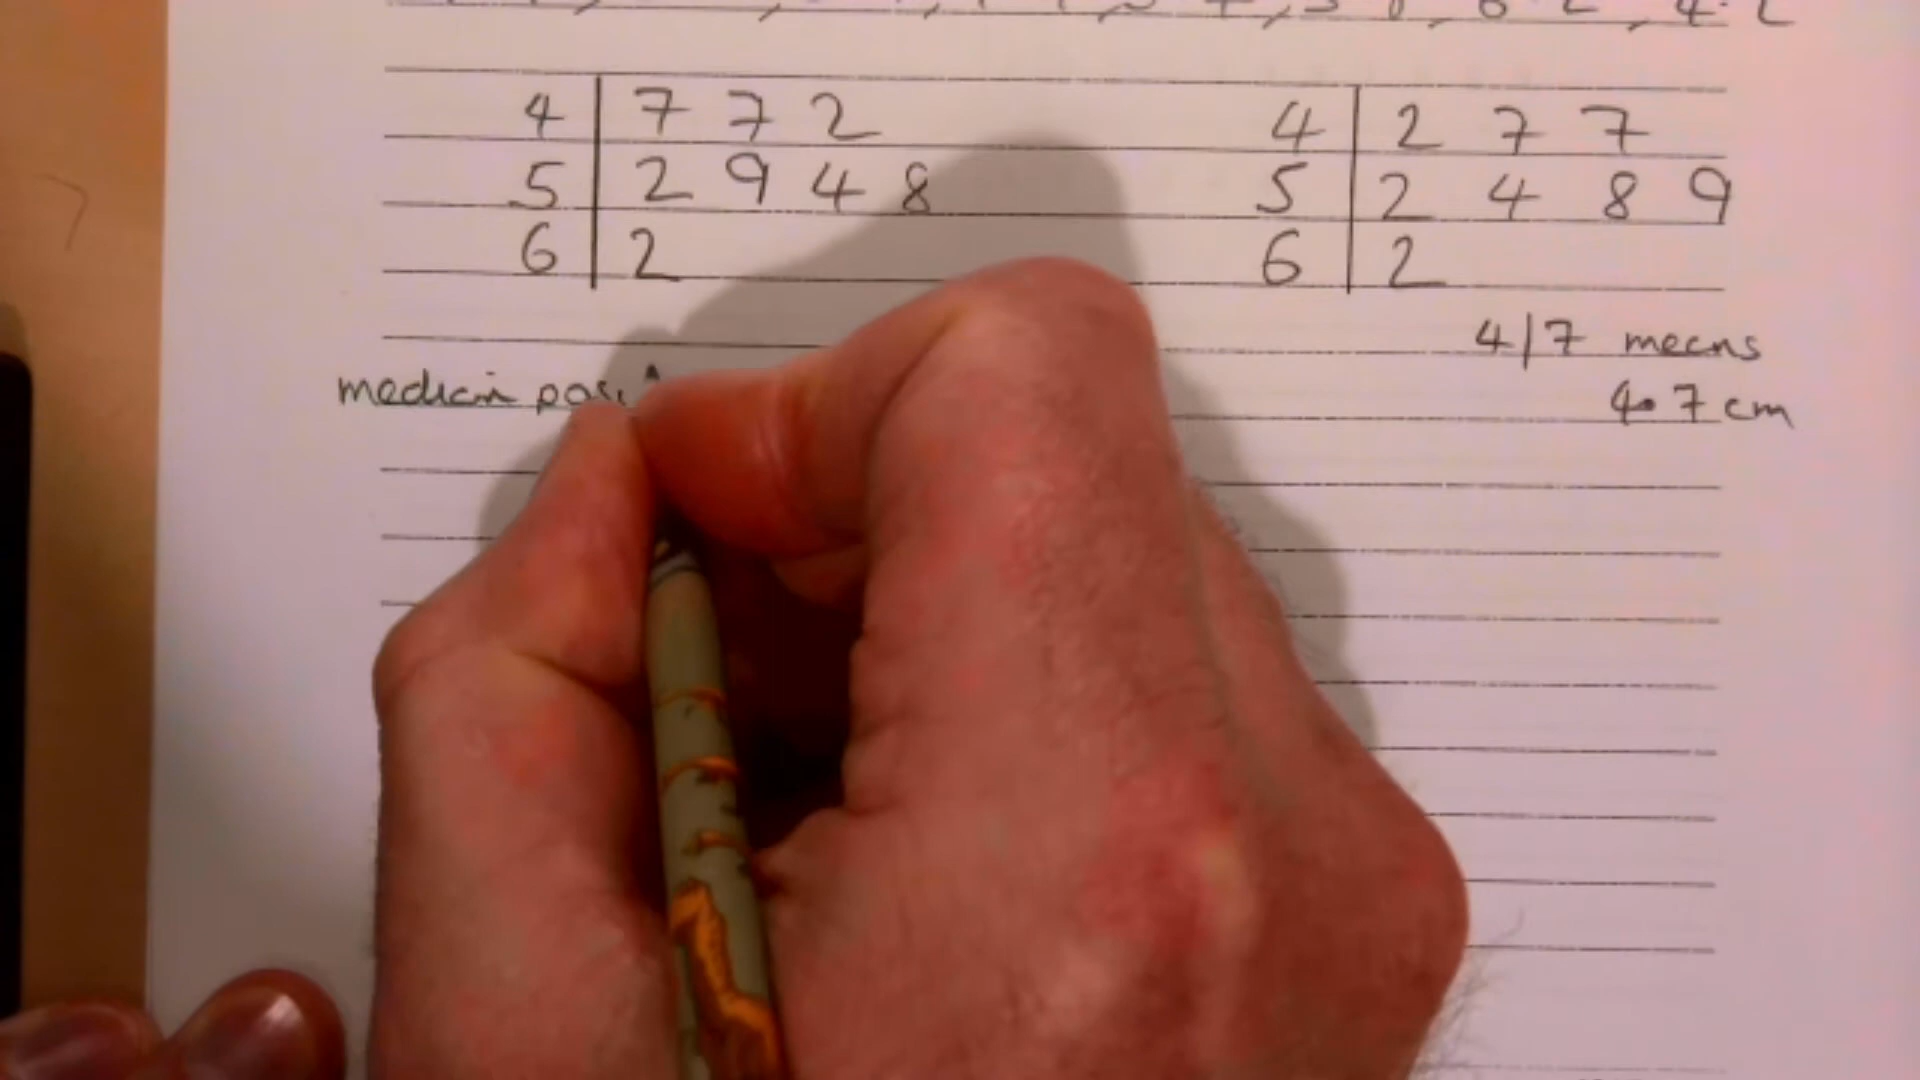 4 | 7 7 2
5 | 2 9 4 8
6 | 2
4 | 2 7 7
5 | 2 4 8 9
6 | 2
4|7 means
4.7 cm
median posi